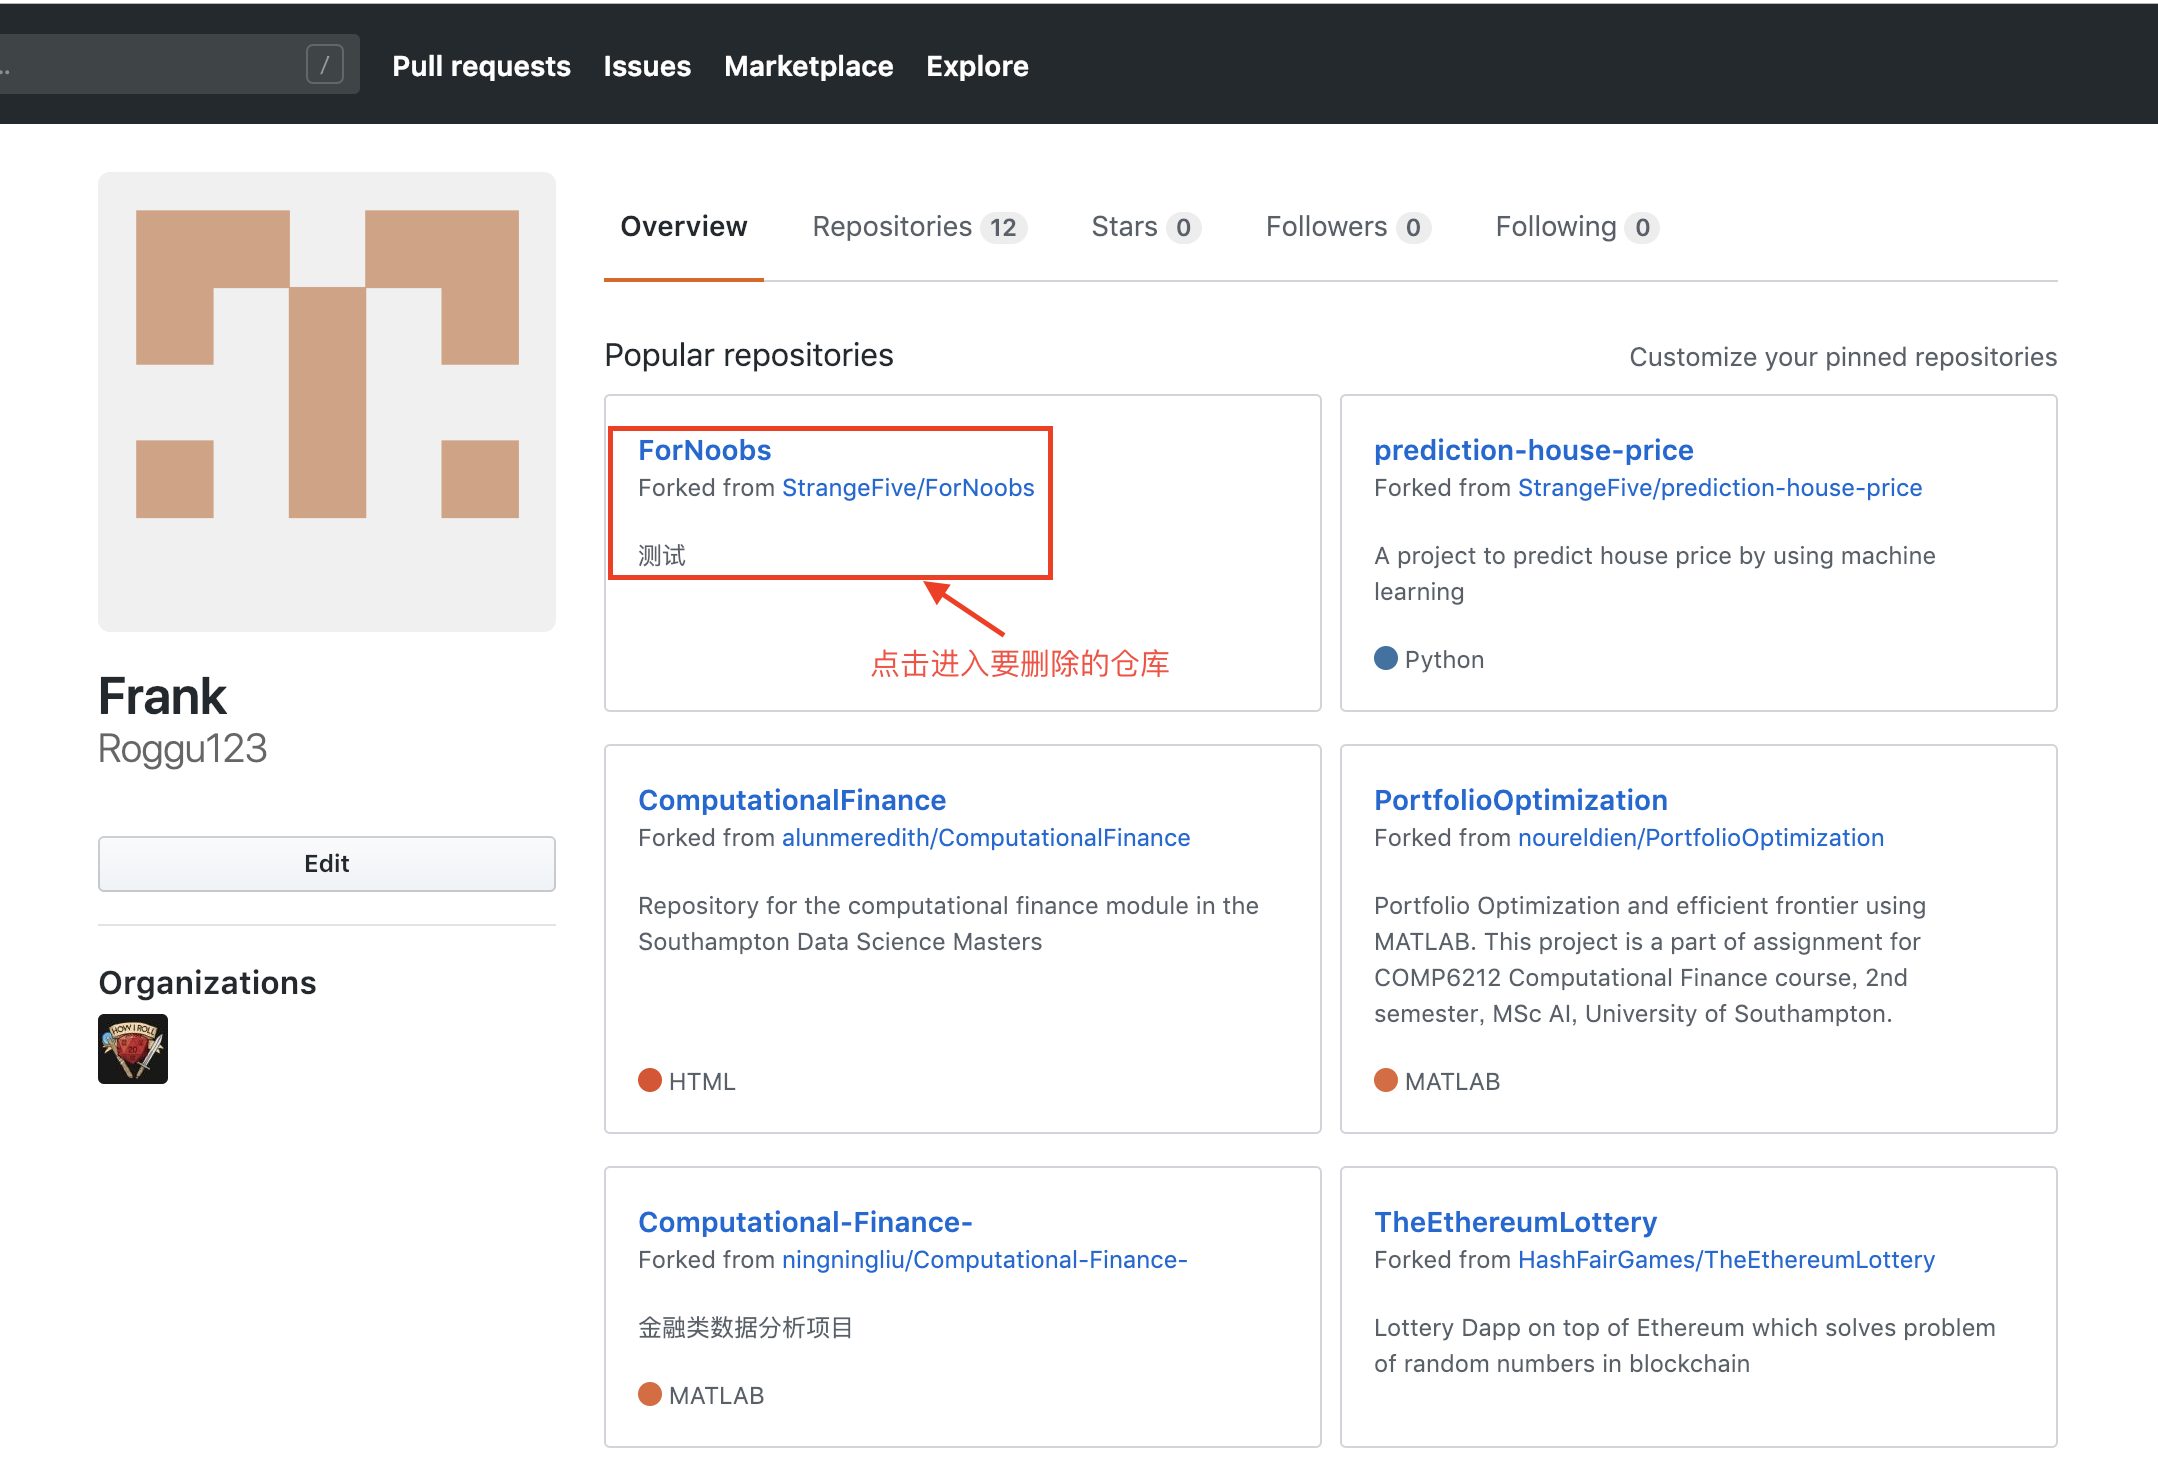 .. /
Pull requests Issues Marketplace Explore
Overview Repositories 12 Stars 0 Followers 0 Following 0
Popular repositories
Customize your pinned repositories
ForNoobs
Forked from StrangeFive/ForNoobs
测试
点击进入要删除的仓库
prediction-house-price
Forked from StrangeFive/prediction-house-price
A project to predict house price by using machine
learning
Python
Frank
Roggu123
Edit
Organizations
HOW I ROLL
20
ComputationalFinance
Forked from alunmeredith/ComputationalFinance
Repository for the computational finance module in the
Southampton Data Science Masters
HTML
PortfolioOptimization
Forked from noureldien/PortfolioOptimization
Portfolio Optimization and efficient frontier using
MATLAB. This project is a part of assignment for
COMP6212 Computational Finance course, 2nd
semester, MSc AI, University of Southampton.
MATLAB
Computational-Finance-
Forked from ningningliu/Computational-Finance-
金融类数据分析项目
MATLAB
TheEthereumLottery
Forked from HashFairGames/TheEthereumLottery
Lottery Dapp on top of Ethereum which solves problem
of random numbers in blockchain